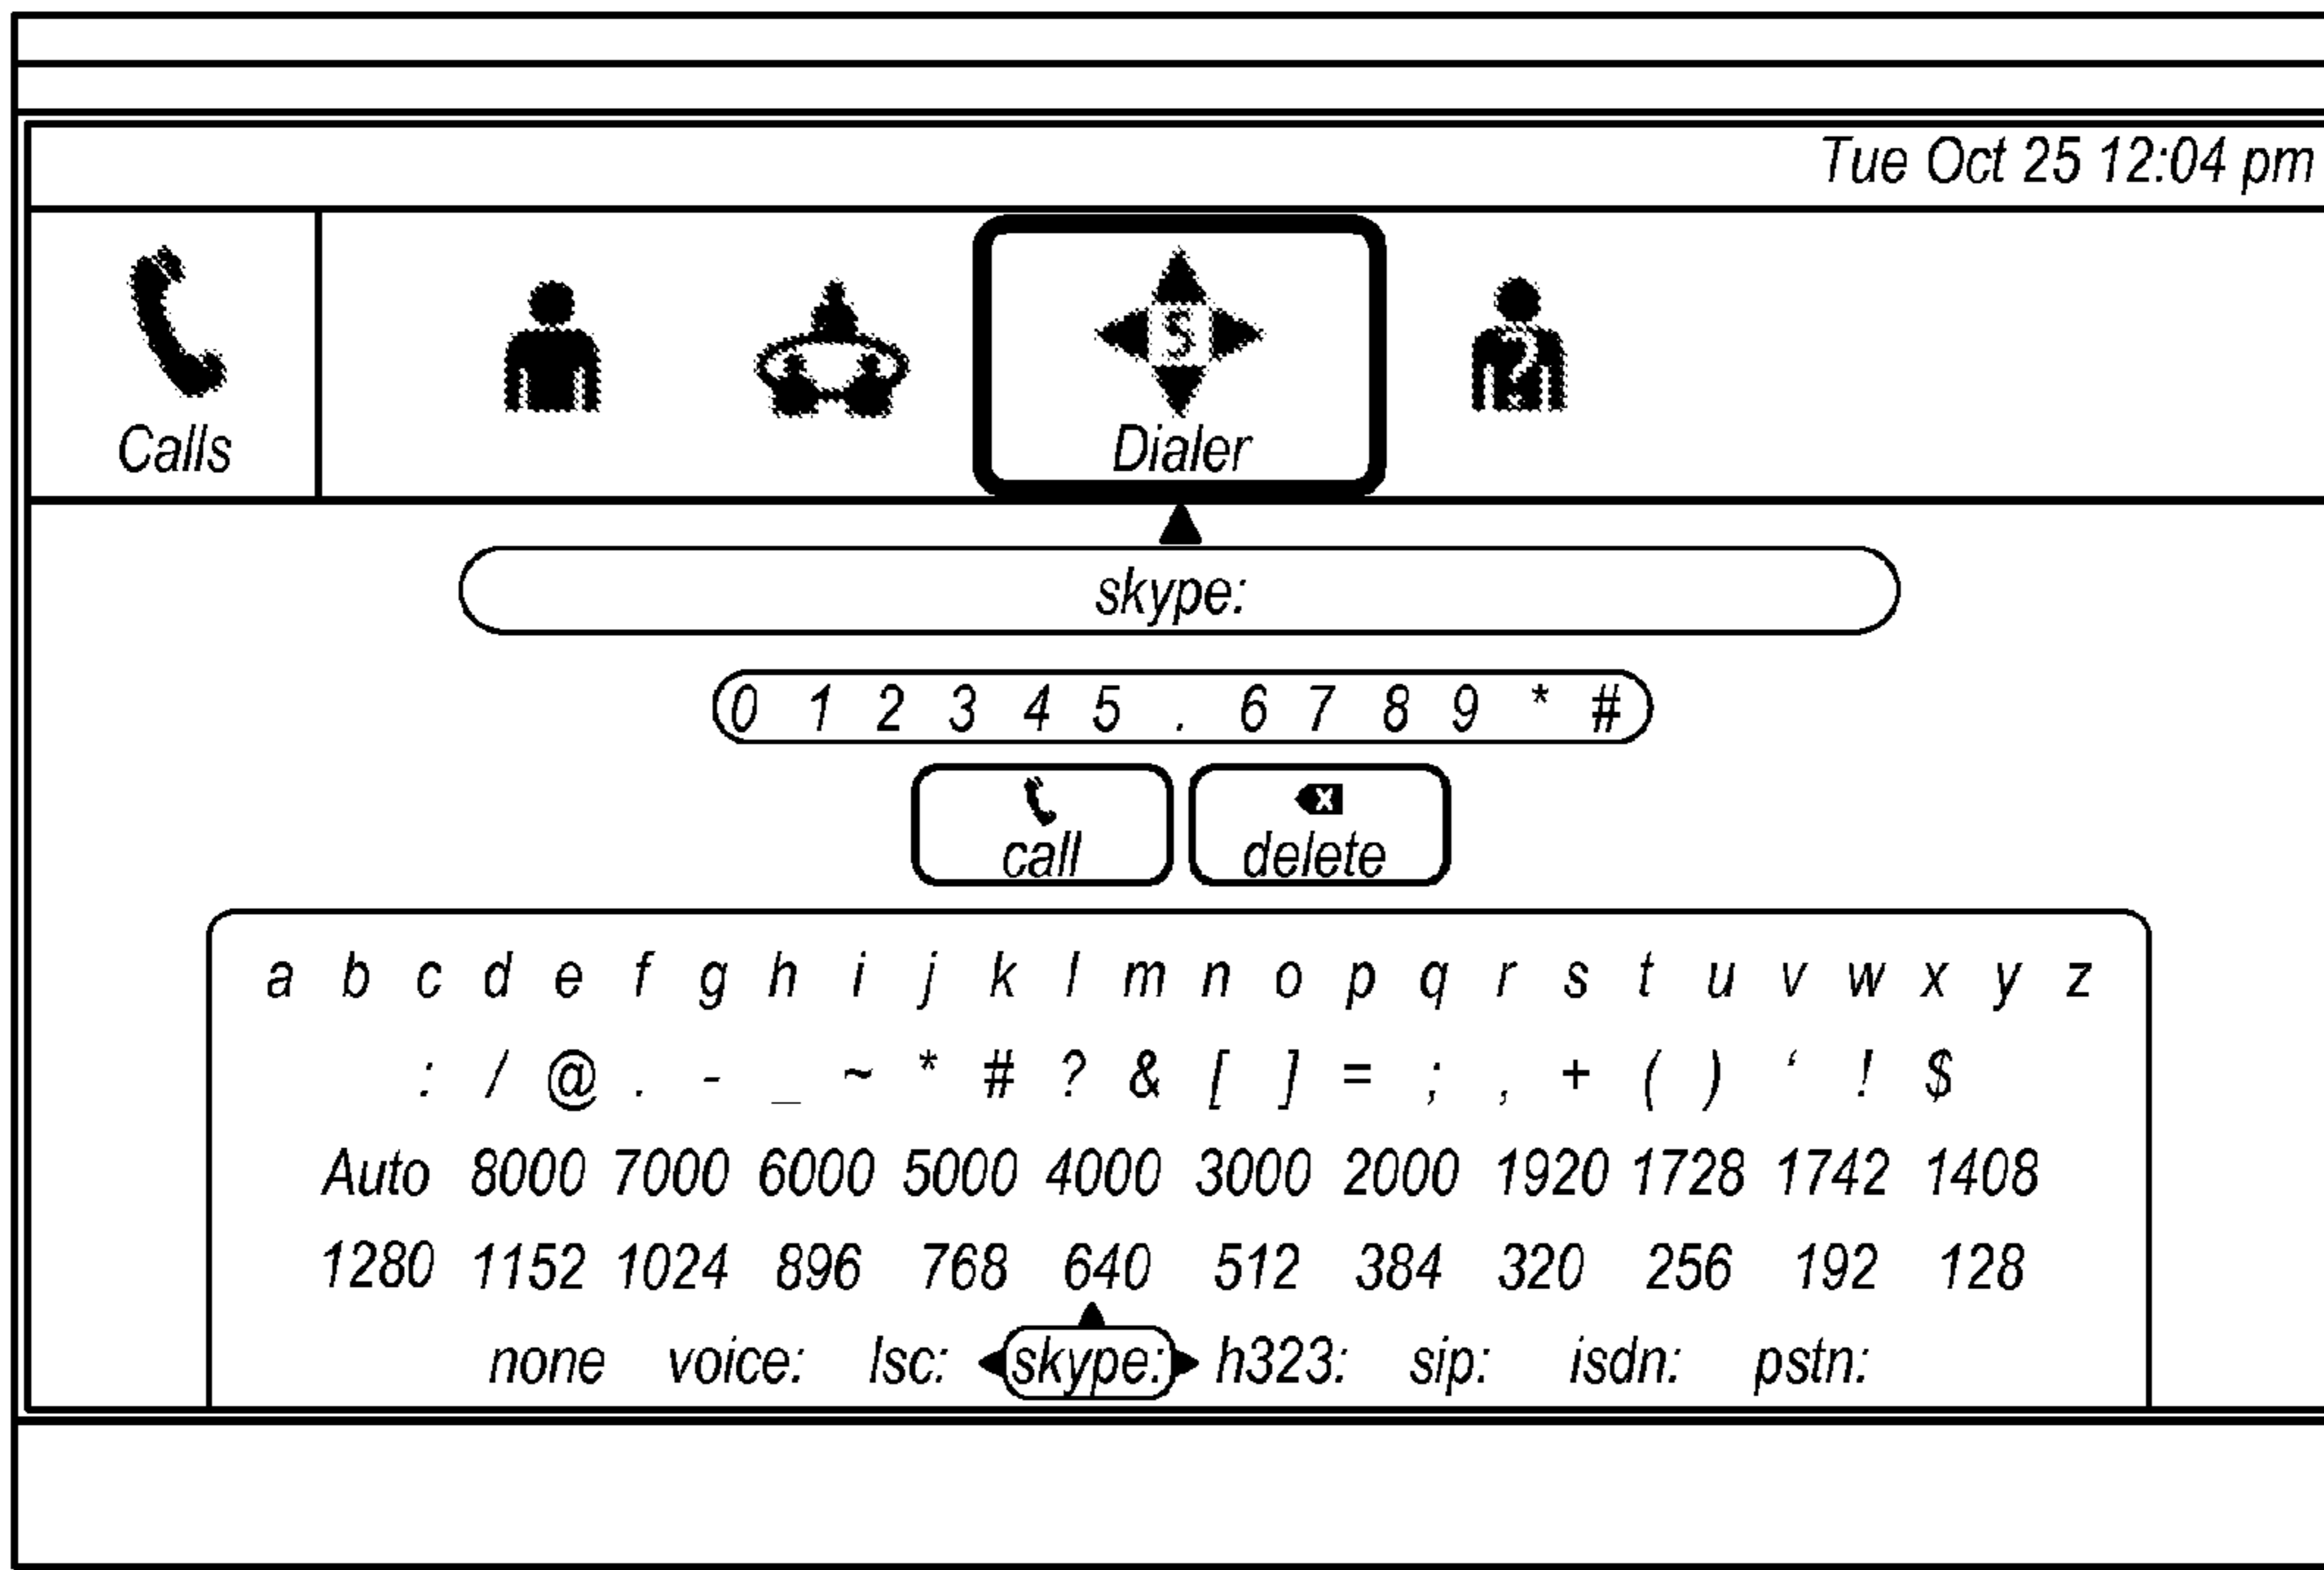 Tue Oct 25 12:04 pm
S
Calls
Dialer
skype:
0 1 2 3 4 5 . 6 7 8 9 * #
x
call delete
a b c d e f g h i j k l m n o p q r s t u v w x y z
: / @ . - _ ~ * # ? & [ ] = ; , + ( ) ‘ ! $
Auto 8000 7000 6000 5000 4000 3000 2000 1920 1728 1742 1408
1280 1152 1024 896 768 640 512 384 320 256 192 128
none voice: lsc: skype: h323: sip: isdn: pstn: